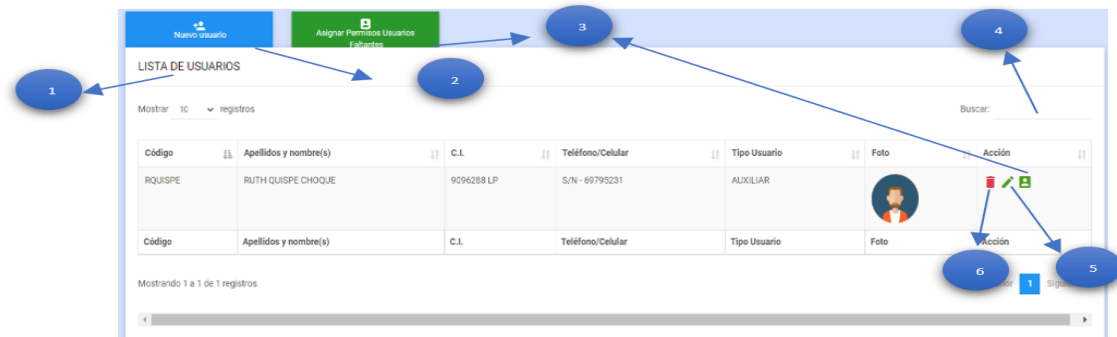 Nuevo usuario
Asignar Permisos Usuarios
Faltantes
3
4
LISTA DE USUARIOS
1
2
Mostrar 10 registros
Buscar:
Código Apellidos y nombre(s) C.I. Teléfono/Celular Tipo Usuario Foto Acción
RQUISPE RUTH QUISPE CHOQUE 9096288 LP S/N - 69795231 AUXILIAR
Código Apellidos y nombre(s) C.I. Teléfono/Celular Tipo Usuario Foto Acción
6
5
Mostrando 1 a 1 de 1 registros
1